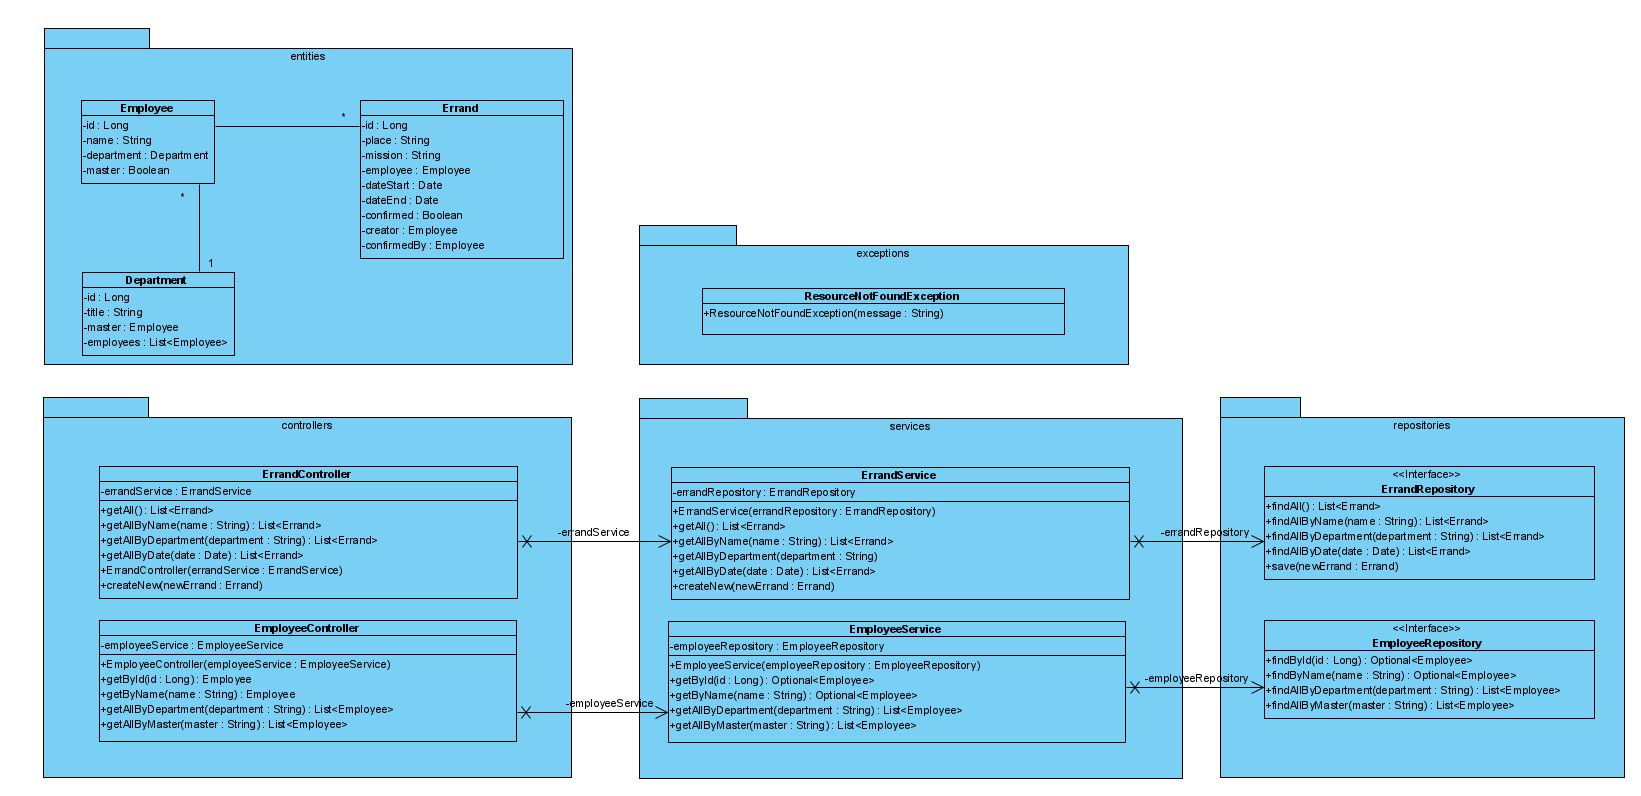 entities
Employee
-id : Long
-name : String
-department : Department
-master : Boolean
*
Errand
-id : Long
-place : String
-mission : String
-employee : Employee
-dateStart : Date
-dateEnd : Date
-confirmed : Boolean
-creator : Employee
-confirmedBy : Employee
*
1
Department
-id : Long
-title : String
-master : Employee
-employees : List<Employee>
exceptions
ResourceNotFoundException
+ResourceNotFoundException(message : String)
controllers
ErrandController
-errandService : ErrandService
+getAll() : List<Errand>
+getAllByName(name : String) : List<Errand>
+getAllByDepartment(department : String) : List<Errand>
+getAllByDate(date : Date) : List<Errand>
+ErrandController(errandService : ErrandService)
+createNew(newErrand : Errand)
-errandService
EmployeeController
-employeeService : EmployeeService
+EmployeeController(employeeService : EmployeeService)
+getById(id : Long) : Employee
+getByName(name : String) : Employee
+getAllByDepartment(department : String) : List<Employee>
+getAllByMaster(master : String) : List<Employee>
-employeeService
services
ErrandService
-errandRepository : ErrandRepository
+ErrandService(errandRepository : ErrandRepository)
+getAll() : List<Errand>
+getAllByName(name : String) : List<Errand>
+getAllByDepartment(department : String)
+getAllByDate(date : Date) : List<Errand>
+createNew(newErrand : Errand)
-errandRepository
EmployeeService
-employeeRepository : EmployeeRepository
+EmployeeService(employeeRepository : EmployeeRepository)
+getById(id : Long) : Optional<Employee>
+getByName(name : String) : Optional<Employee>
+getAllByDepartment(department : String) : List<Employee>
+getAllByMaster(master : String) : List<Employee>
-employeeRepository
repositories
<<Interface>>
ErrandRepository
+findAll() : List<Errand>
+findAllByName(name : String) : List<Errand>
+findAllByDepartment(department : String) : List<Errand>
+findAllByDate(date : Date) : List<Errand>
+save(newErrand : Errand)
<<Interface>>
EmployeeRepository
+findById(id : Long) : Optional<Employee>
+findByName(name : String) : Optional<Employee>
+findAllByDepartment(department : String) : List<Employee>
+findAllByMaster(master : String) : List<Employee>